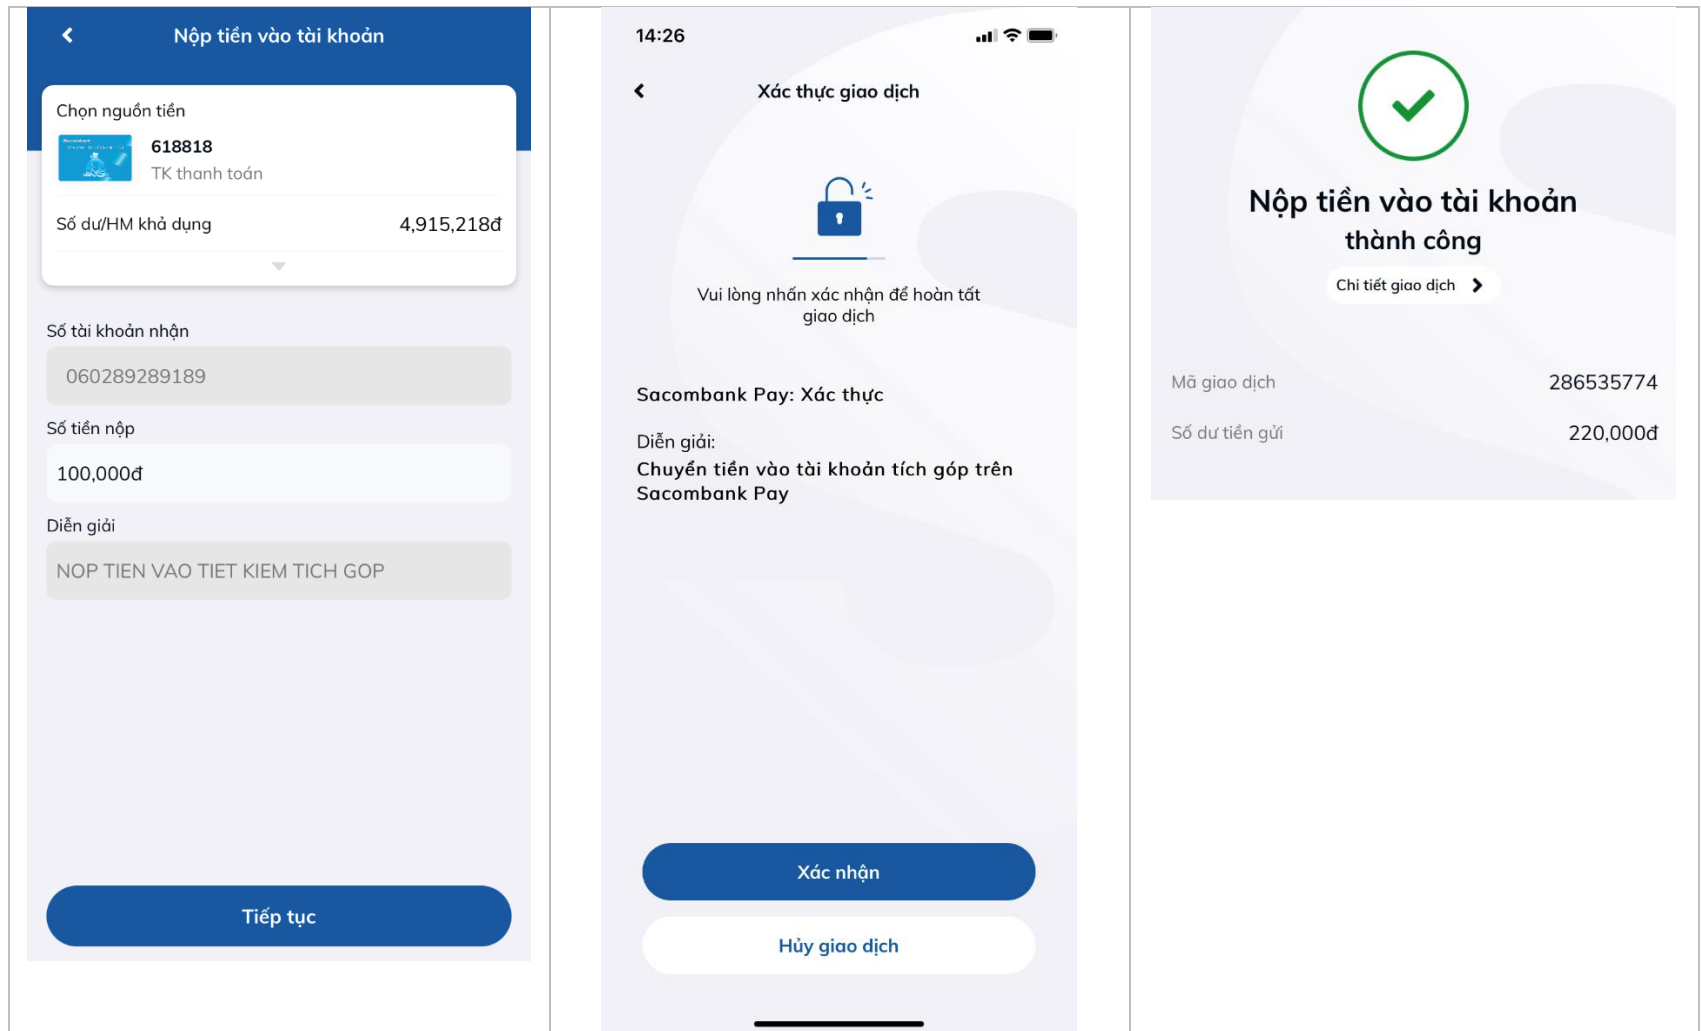 Nộp tiền vào tài khoản
Chọn nguồn tiền
618818
TK thanh toán
Số dư/HM khả dụng 4,915,218đ
Số tài khoản nhận
060289289189
Số tiền nộp
100,000đ
Diễn giải
NOP TIEN VAO TIET KIEM TICH GOP
Tiếp tục
14:26
Xác thực giao dịch
Vui lòng nhấn xác nhận để hoàn tất
giao dịch
Sacombank Pay: Xác thực
Diễn giải:
Chuyển tiền vào tài khoản tích góp trên
Sacombank Pay
Xác nhận
Hủy giao dịch
Nộp tiền vào tài khoản
thành công
Chi tiết giao dịch
Mã giao dịch 286535774
Số dư tiền gửi 220,000đ